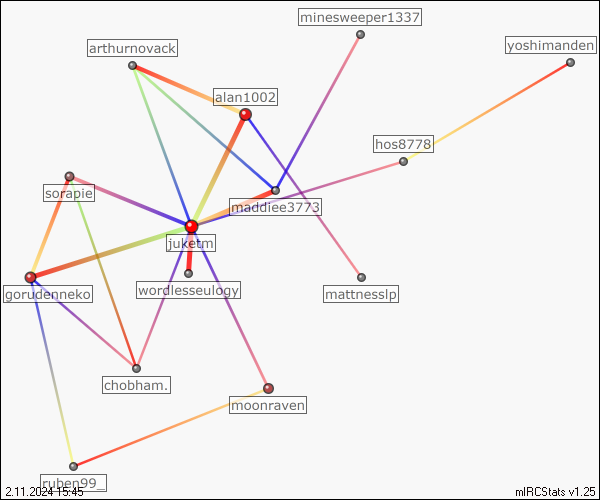 minesweeper1337
arthurnovack
yoshimanden
alan1002
hos8778
sorapie
maddiee3773
juketm
gorudenneko
wordlesseulogy
mattnesslp
chobham.
moonraven
ruben99_
2.11.2024 15:45
mIRCStats v1.25